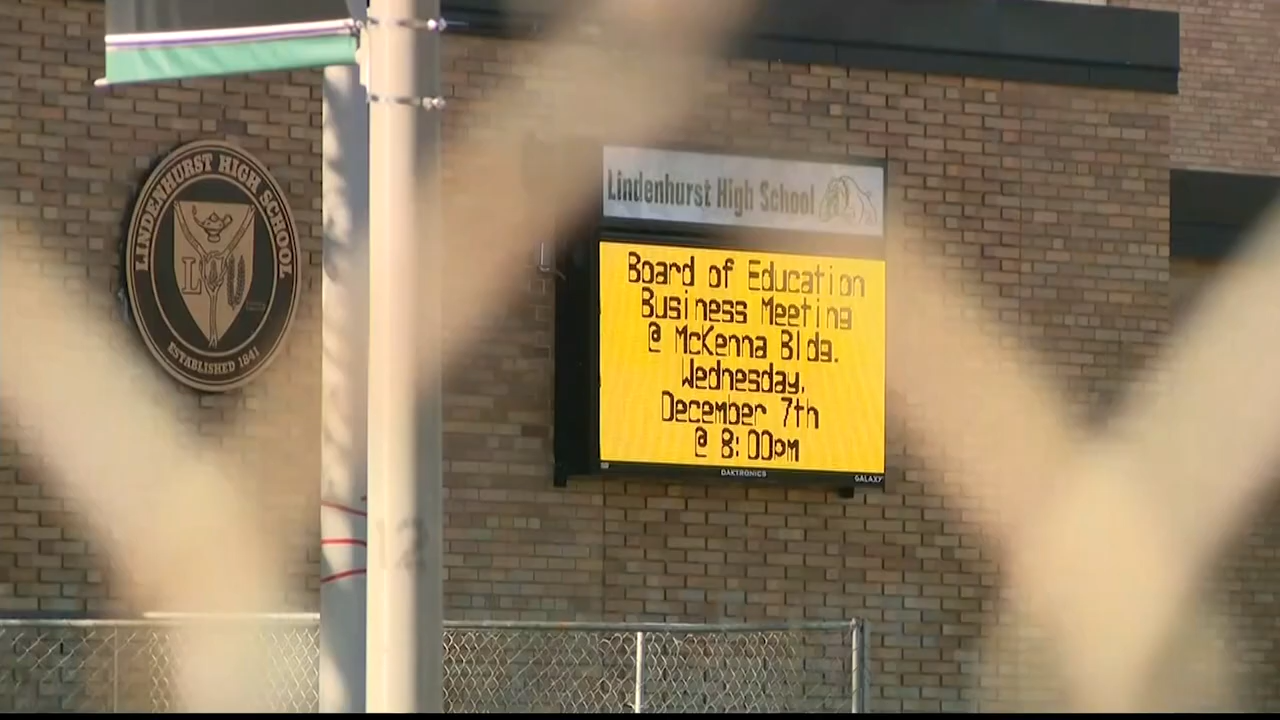 LINDENHURST HIGH SCHOOL
L
ESTABLISHED 1841
Lindenhurst High School
Board of Education
Business Meeting
@ McKenna Bldg.
Wednesday,
December 7th
@ 8:00pm
DAKTRONICS
GALAXY
12